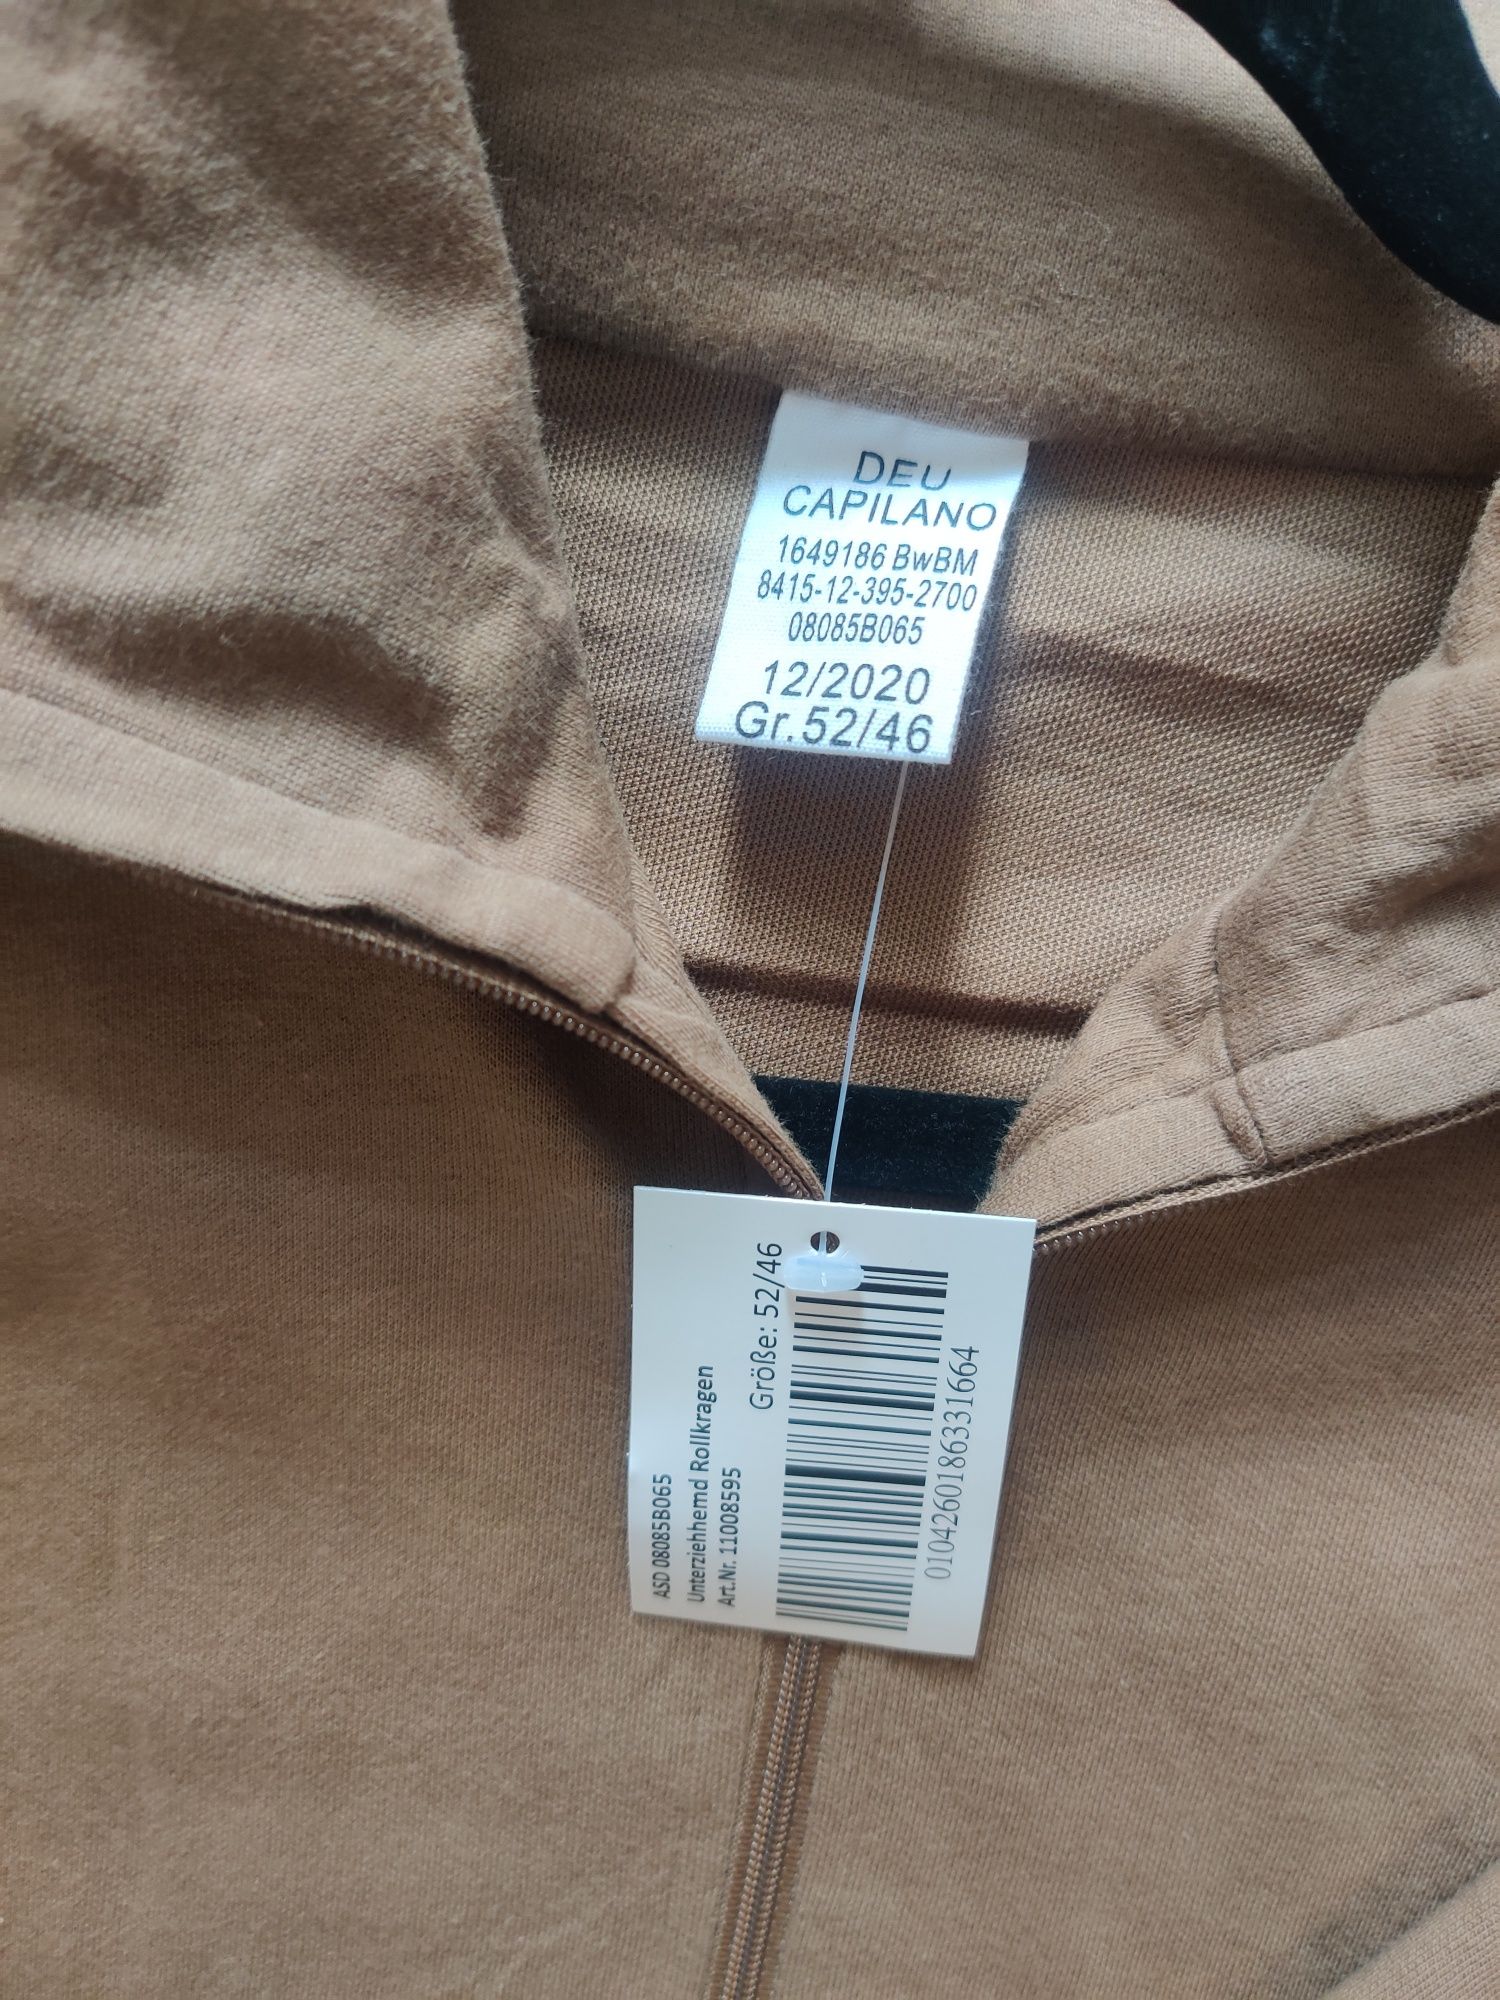 DEU
CAPILANO
1649186 BwBM
8415-12-395-2700
08085B065
12/2020
Gr.52/46
ASD 08085B065
Unterziehhemd Rollkragen
Art.Nr. 11008595
Größe: 52/46
0104260186331664